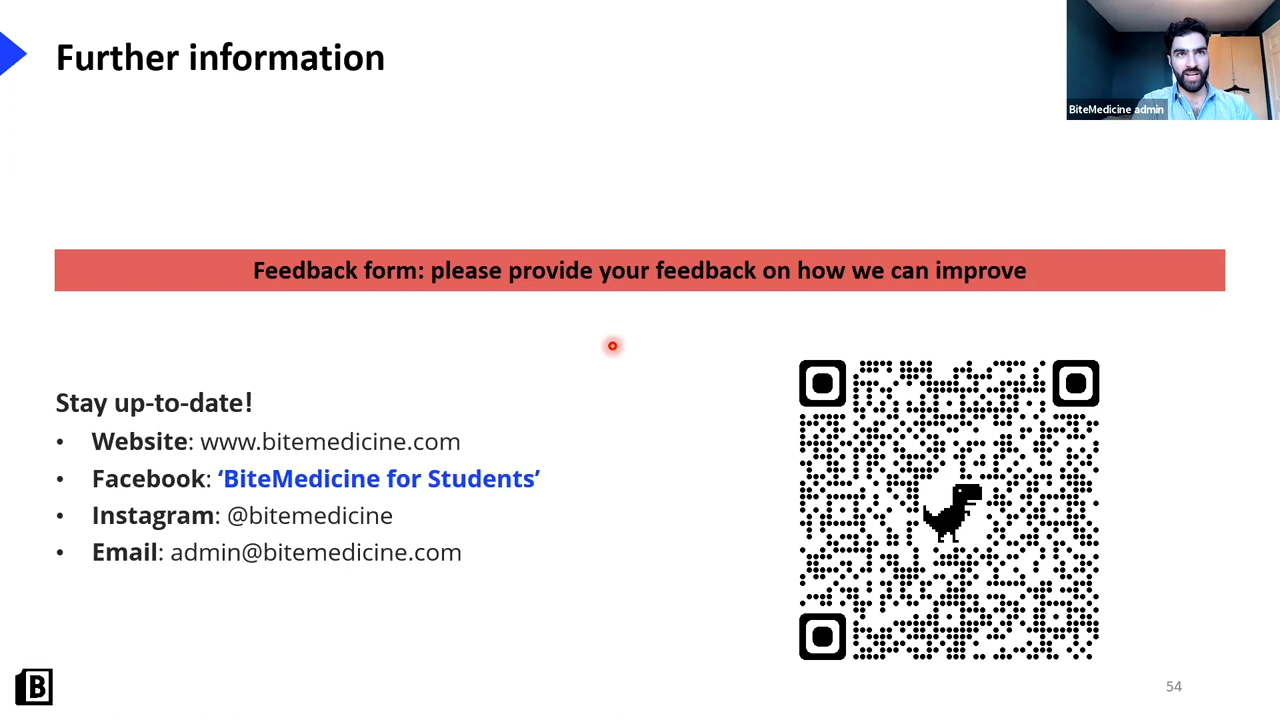 Further information
BiteMedicine admin
Feedback form: please provide your feedback on how we can improve
Stay up-to-date!
• Website: www.bitemedicine.com
• Facebook: ‘BiteMedicine for Students’
• Instagram: @bitemedicine
• Email: admin@bitemedicine.com
B
54